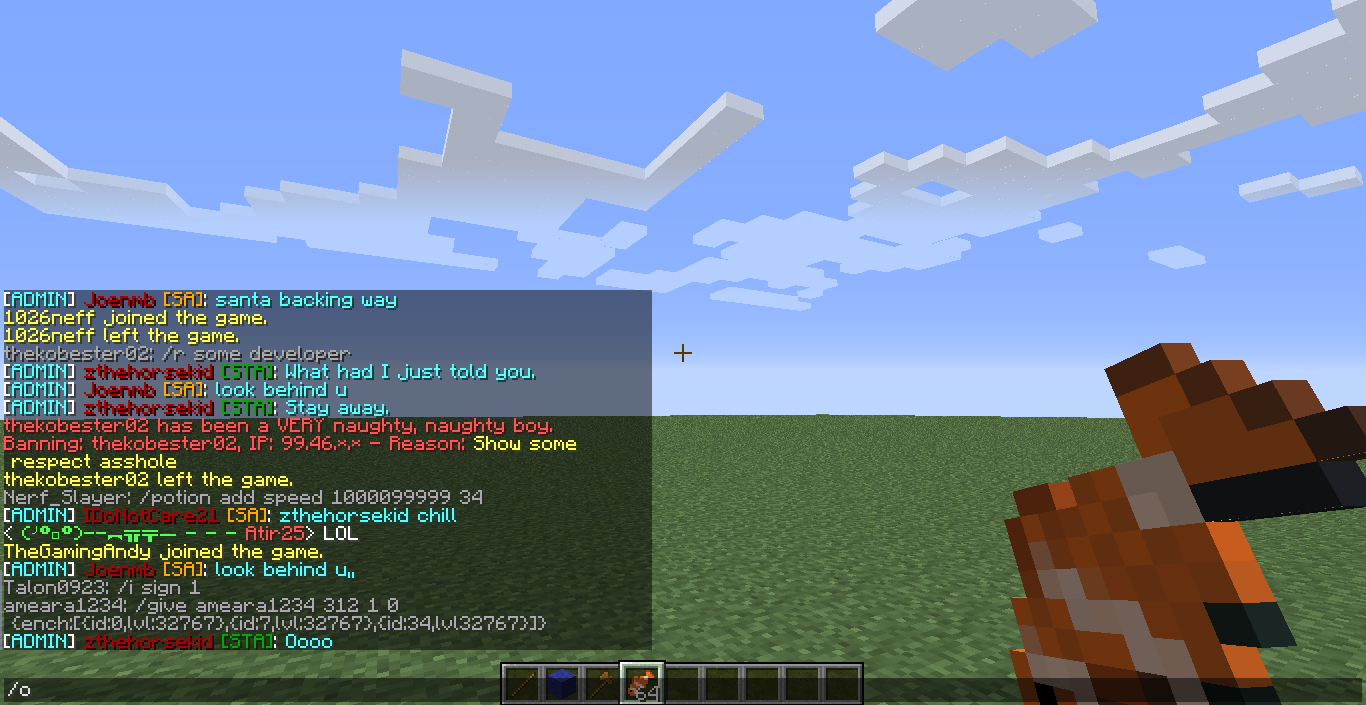 [ADMIN] Joenmb [SA]: santa backing way
1026neff joined the game.
1026neff left the game.
thekobester02: /r some developer
[ADMIN] zthehorsekid [STA]: What had I just told you.
[ADMIN] Joenmb [SA]: look behind u
[ADMIN] zthehorsekid [STA]: Stay away.
thekobester02 has been a VERY naughty, naughty boy.
Banning: thekobester02, IP: 99.46.*.* - Reason: Show some
respect asshole
thekobester02 left the game.
Nerf_Slayer: /potion add speed 1000099999 34
[ADMIN] IDoNotCare21 [SA]: zthehorsekid chill
< (╯°□°)--︻╦╤─ - - - Atir25> LOL
TheGamingAndy joined the game.
[ADMIN] Joenmb [SA]: look behind u,,
Talon0923: /i sign 1
ameara1234: /give ameara1234 312 1 0
{ench:[{id:0,lvl:32767},{id:7,lvl:32767},{id:34,lvl32767}]}
[ADMIN] zthehorsekid [STA]: Oooo
/o
64